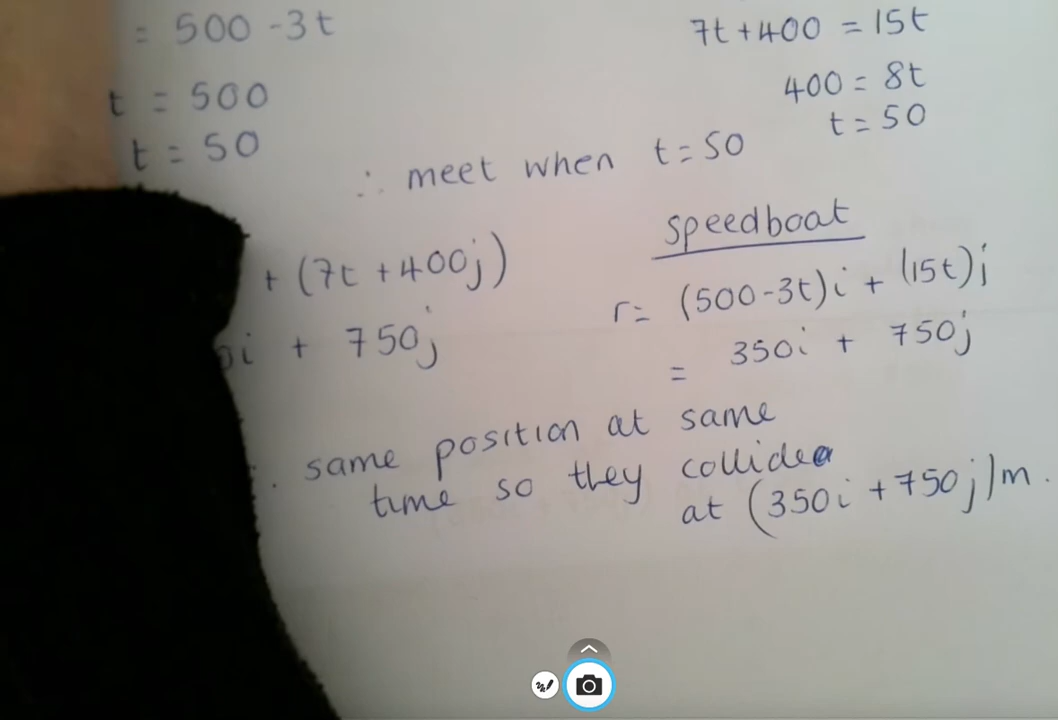 = 500 - 3t
t = 500
t = 50
7t + 400 = 15t
400 = 8t
t = 50
∴ meet when t = 50
+ (7t + 400j)
i + 750j
speedboat
r = (500 - 3t)i + (15t)j
= 350i + 750j
∴ same position at same
time so they collide
at (350i + 750j)m.